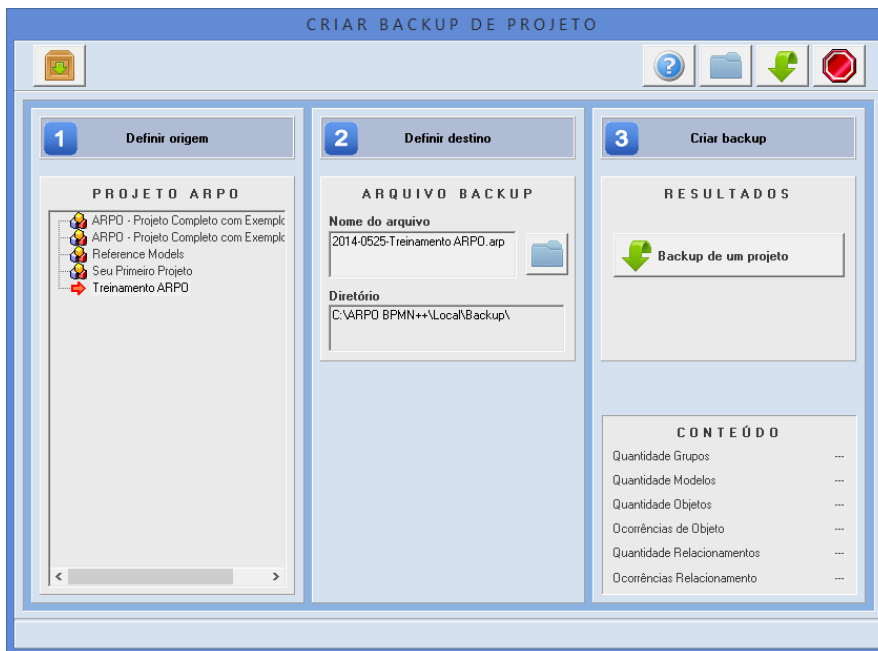 CRIAR BACKUP DE PROJETO
1 Definir origem
PROJETO ARPO
ARPO - Projeto Completo com Exemplo
ARPO - Projeto Completo com Exemplo
Reference Models
Seu Primeiro Projeto
Treinamento ARPO
2 Definir destino
ARQUIVO BACKUP
Nome do arquivo
2014-0525-Treinamento ARPO.arp
Diretório
C:\ARPO BPMN++\Local\Backup\
3 Criar backup
RESULTADOS
Backup de um projeto
CONTEÚDO
Quantidade Grupos ---
Quantidade Modelos ---
Quantidade Objetos ---
Ocorrências de Objeto ---
Quantidade Relacionamentos ---
Ocorrências Relacionamento ---